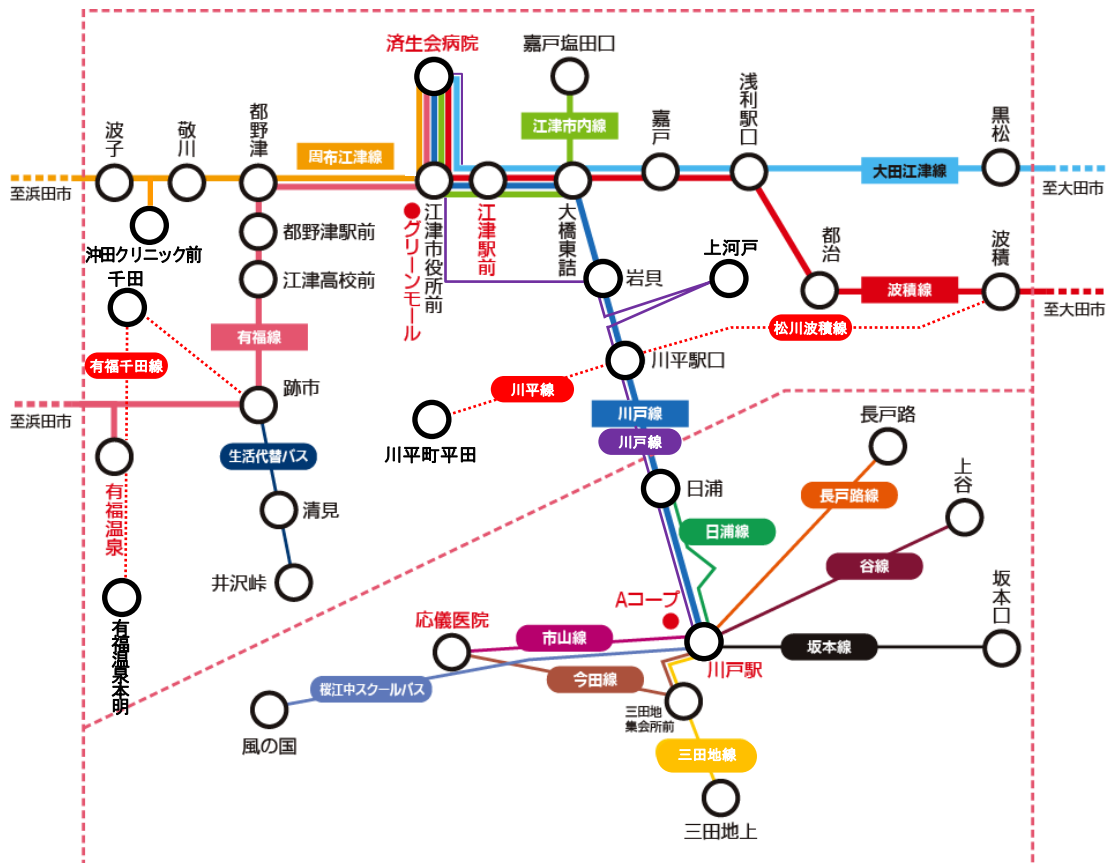 済生会病院
嘉戸塩田口
浅利駅口
黒松
都野津
敬川
波子
江津市内線
嘉戸
周布江津線
大田江津線
至浜田市
至大田市
沖田クリニック前
都野津駅前
江津高校前
グリーンモール
江津市役所前
江津駅前
大橋東詰
岩見
上河戸
都治
波積
波積線
至大田市
千田
有福線
有福千田線
松川波積線
川平駅口
川平線
跡市
至浜田市
川戸線
川戸線
川平町平田
長戸路
生活代替バス
有福温泉
清見
日浦
長戸路線
上谷
日浦線
谷線
井沢峠
坂本口
有福温泉本明
Aコープ
応儀医院
市山線
坂本線
川戸駅
今田線
桜江中スクールバス
三田地
集会所前
風の国
三田地線
三田地上